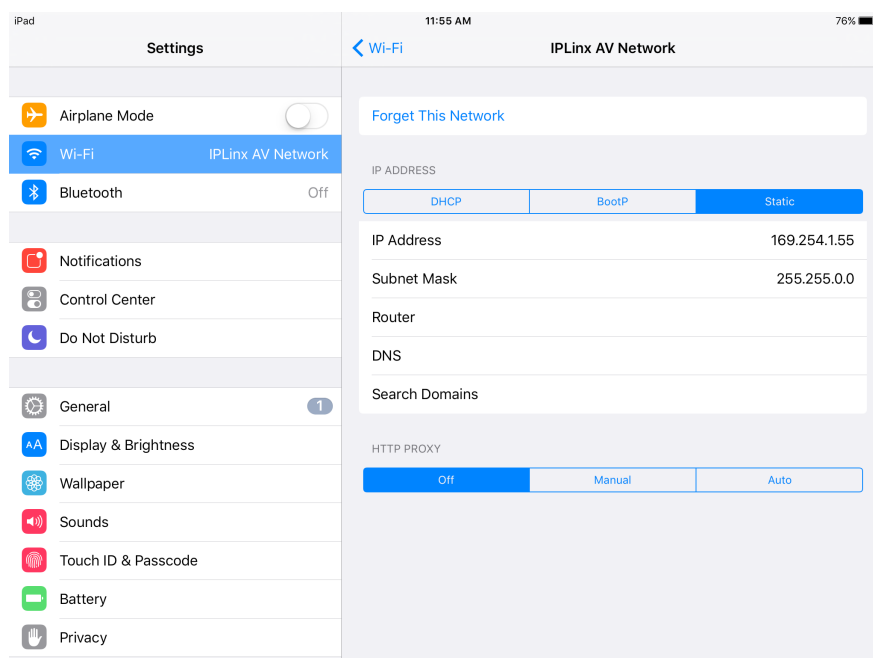 iPad
11:55 AM
76%
Settings
Airplane Mode
Wi-Fi IPLinx AV Network
Bluetooth Off
Notifications
Control Center
Do Not Disturb
General 1
AA Display & Brightness
Wallpaper
Sounds
Touch ID & Passcode
Battery
Privacy
Wi-Fi
IPLinx AV Network
Forget This Network
IP ADDRESS
DHCP BootP Static
IP Address 169.254.1.55
Subnet Mask 255.255.0.0
Router
DNS
Search Domains
HTTP PROXY
Off Manual Auto